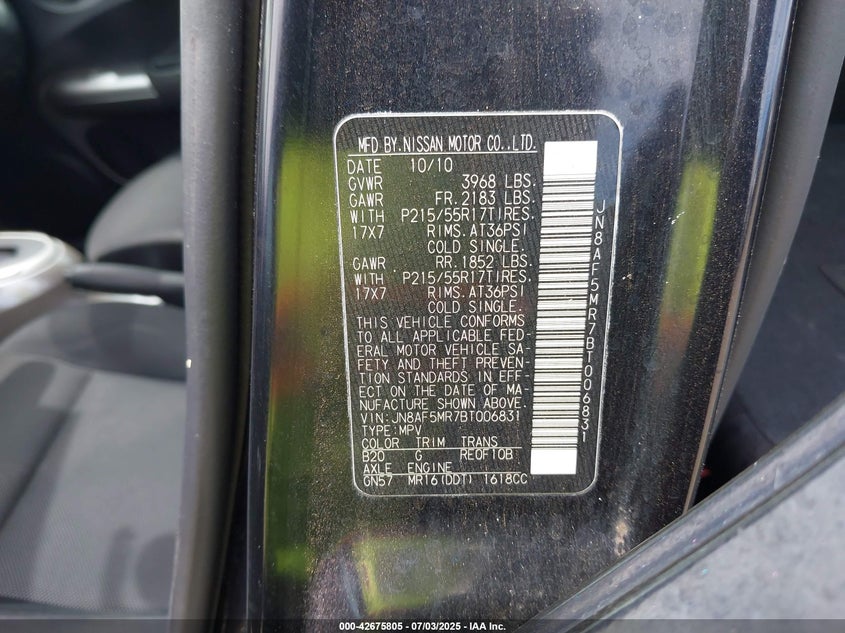 MFD BY.NISSAN MOTOR CO.,LTD.
DATE 10/10
GVWR 3968 LBS.
GAWR FR.2183 LBS.
WITH P215/55R17TIRES.
17X7 RIMS.AT36PSI
COLD SINGLE.
GAWR RR.1852 LBS.
WITH P215/55R17TIRES.
17X7 RIMS.AT36PSI
COLD SINGLE.
THIS VEHICLE CONFORMS
TO ALL APPLICABLE FED-
ERAL MOTOR VEHICLE SA-
FETY AND THEFT PREVEN-
TION STANDARDS IN EFF-
ECT ON THE DATE OF MA-
NUFACTURE SHOWN ABOVE.
VIN:JN8AF5MR7BT006831
TYPE:MPV
COLOR TRIM TRANS
B20 G REOF10B
AXLE ENGINE
GN57 MR16(DDT) 1618CC
JN8AF5MR7BT006831
000-42675805 - 07/03/2025 - IAA Inc.